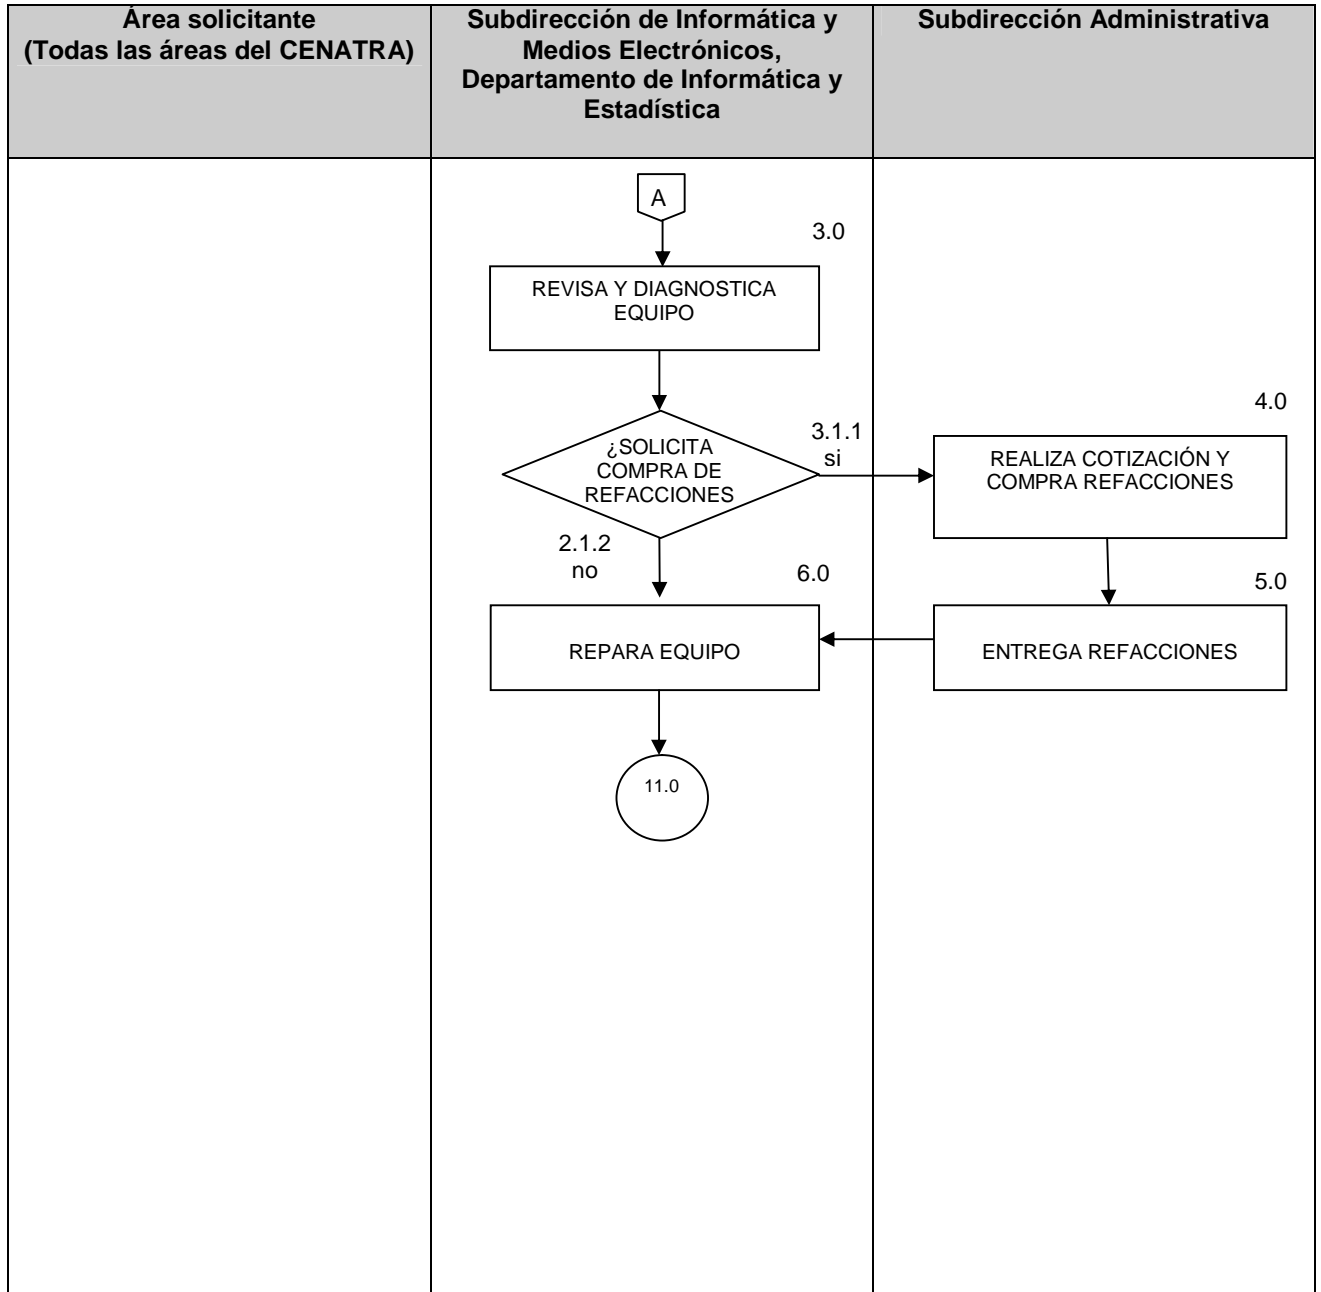 Área solicitante
(Todas las áreas del CENATRA)
Subdirección de Informática y
Medios Electrónicos,
Departamento de Informática y
Estadística
Subdirección Administrativa
A
3.0
REVISA Y DIAGNOSTICA
EQUIPO
¿SOLICITA
COMPRA DE
REFACCIONES
3.1.1
si
4.0
REALIZA COTIZACIÓN Y
COMPRA REFACCIONES
2.1.2
no
6.0
5.0
REPARA EQUIPO
ENTREGA REFACCIONES
11.0